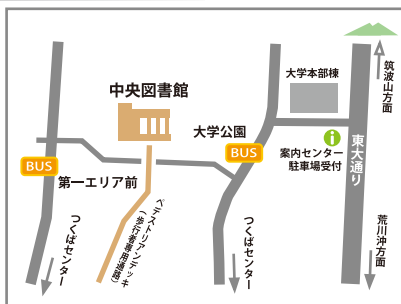 筑波山方面
大学本部棟
中央図書館
大学公園
BUS
案内センター
駐車場受付
東大通り
BUS
第一エリア前
ペデストリアンデッキ
(歩行者専用通路)
つくばセンター
つくばセンター
荒川沖方面